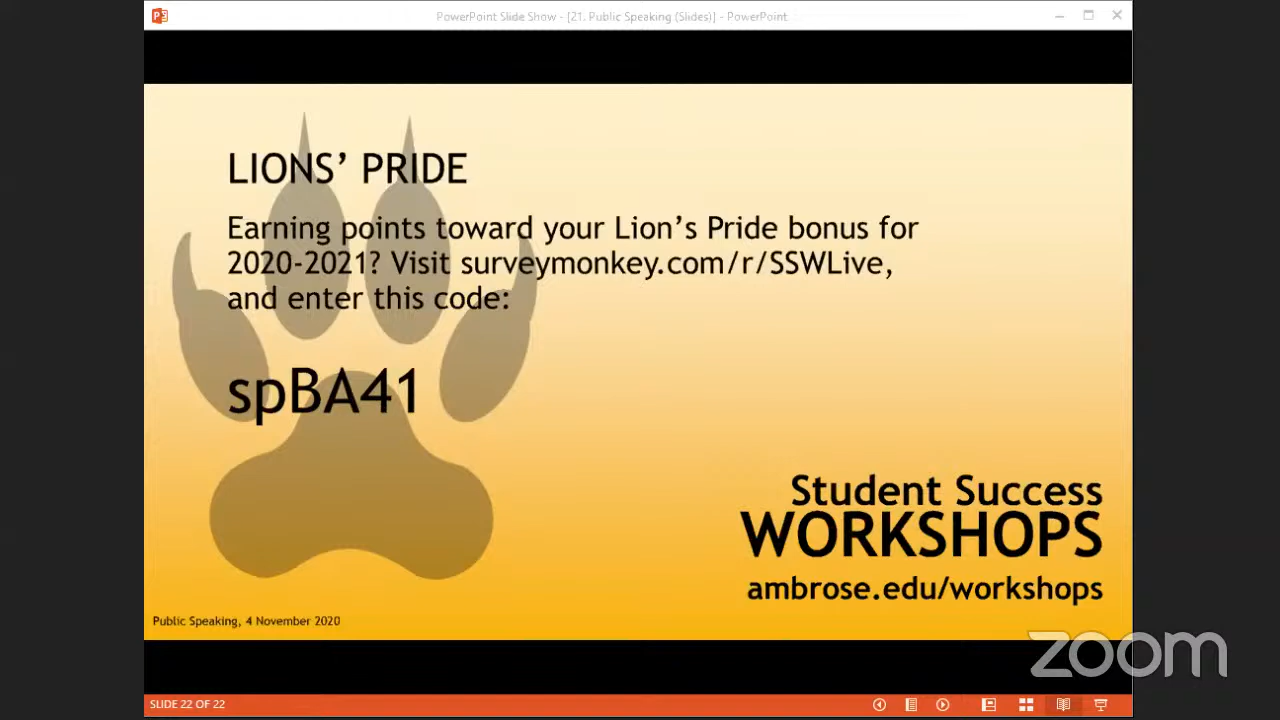 PowerPoint Slide Show - [21. Public Speaking (Slides)] - PowerPoint
LIONS’ PRIDE
Earning points toward your Lion’s Pride bonus for
2020-2021? Visit surveymonkey.com/r/SSWLive,
and enter this code:
spBA41
Student Success
WORKSHOPS
ambrose.edu/workshops
Public Speaking, 4 November 2020
zoom
SLIDE 22 OF 22